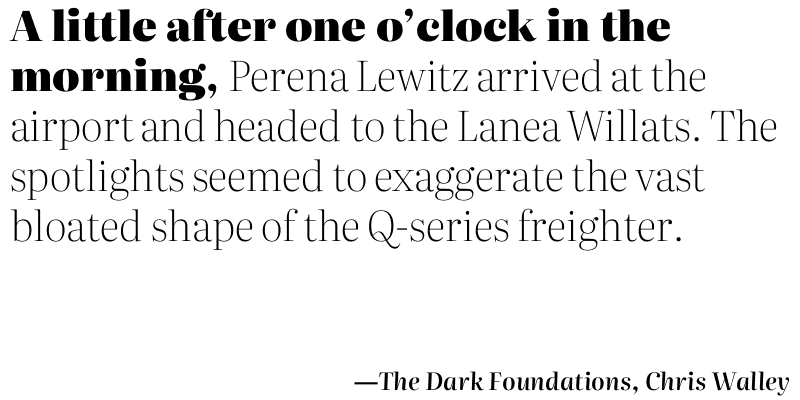 A little after one o’clock in the
morning, Perena Lewitz arrived at the
airport and headed to the Lanea Willats. The
spotlights seemed to exaggerate the vast
bloated shape of the Q-series freighter.
—The Dark Foundations, Chris Walley